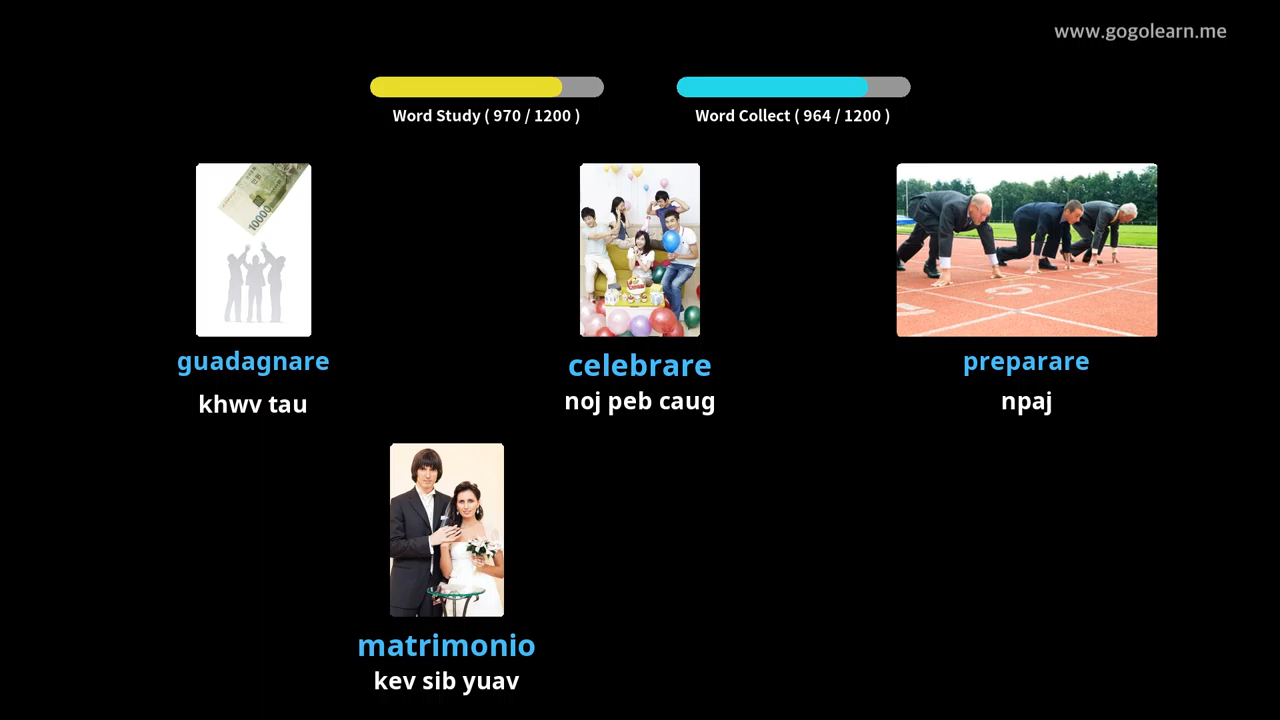 www.gogolearn.me
Word Study ( 970 / 1200 )
Word Collect ( 964 / 1200 )
10000
guadagnare
celebrare
preparare
khwv tau
noj peb caug
npaj
matrimonio
kev sib yuav